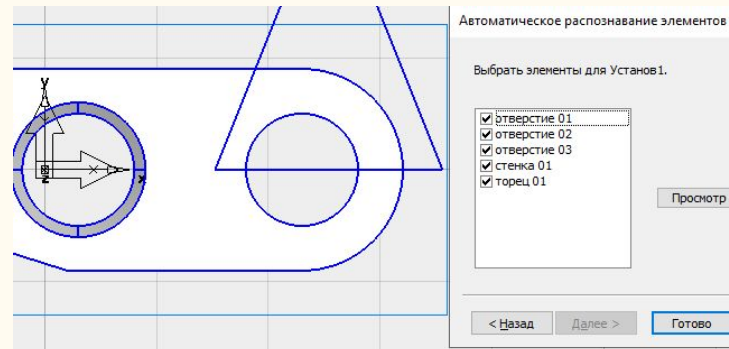 Автоматическое распознавание элементов
Выбрать элементы для Установ1.
отверстие 01
отверстие 02
отверстие 03
стенка 01
торец 01
Просмотр
< Назад
Далее >
Готово
Y
Z
X